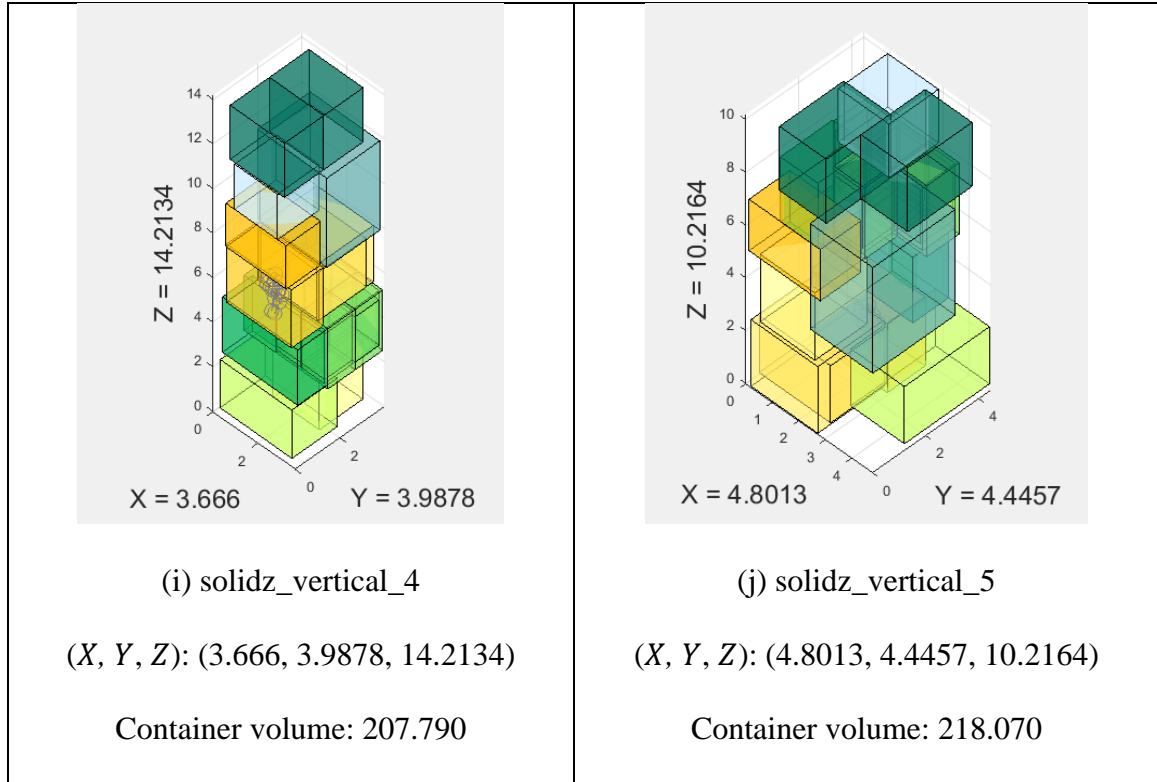 14
12
10
8
6
4
2
0
0
2
0
2
Z = 14.2134
X = 3.666
Y = 3.9878
(i) solidz_vertical_4
(X, Y, Z): (3.666, 3.9878, 14.2134)
Container volume: 207.790
10
8
6
4
2
0
0
1
2
3
4
0
2
4
Z = 10.2164
X = 4.8013
Y = 4.4457
(j) solidz_vertical_5
(X, Y, Z): (4.8013, 4.4457, 10.2164)
Container volume: 218.070